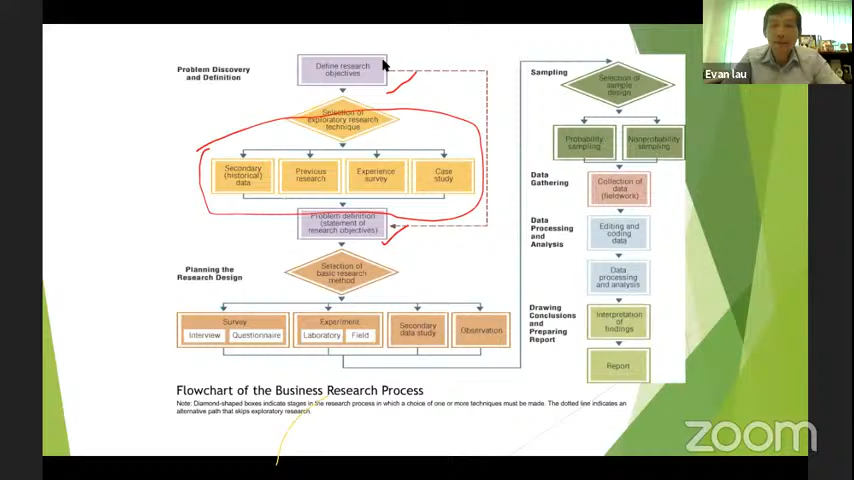 Evan lau
Problem Discovery
and Definition
Define research
objectives
Selection of
exploratory research
technique
Secondary
(historical)
data
Previous
research
Experience
survey
Case
study
Problem definition
(statement of
research objectives)
Planning the
Research Design
Selection of
basic research
method
Survey
Interview
Questionnaire
Experiment
Laboratory
Field
Secondary
data study
Observation
Sampling
Selection of
sample
design
Probability
sampling
Nonprobability
sampling
Data
Gathering
Collection of
data
(fieldwork)
Data
Processing
and
Analysis
Editing and
coding
data
Data
processing
and analysis
Drawing
Conclusions
and
Preparing
Report
Interpretation
of
findings
Report
Flowchart of the Business Research Process
Note: Diamond-shaped boxes indicate stages in the research process in which a choice of one or more techniques must be made. The dotted line indicates an
alternative path that skips exploratory research.
zoom